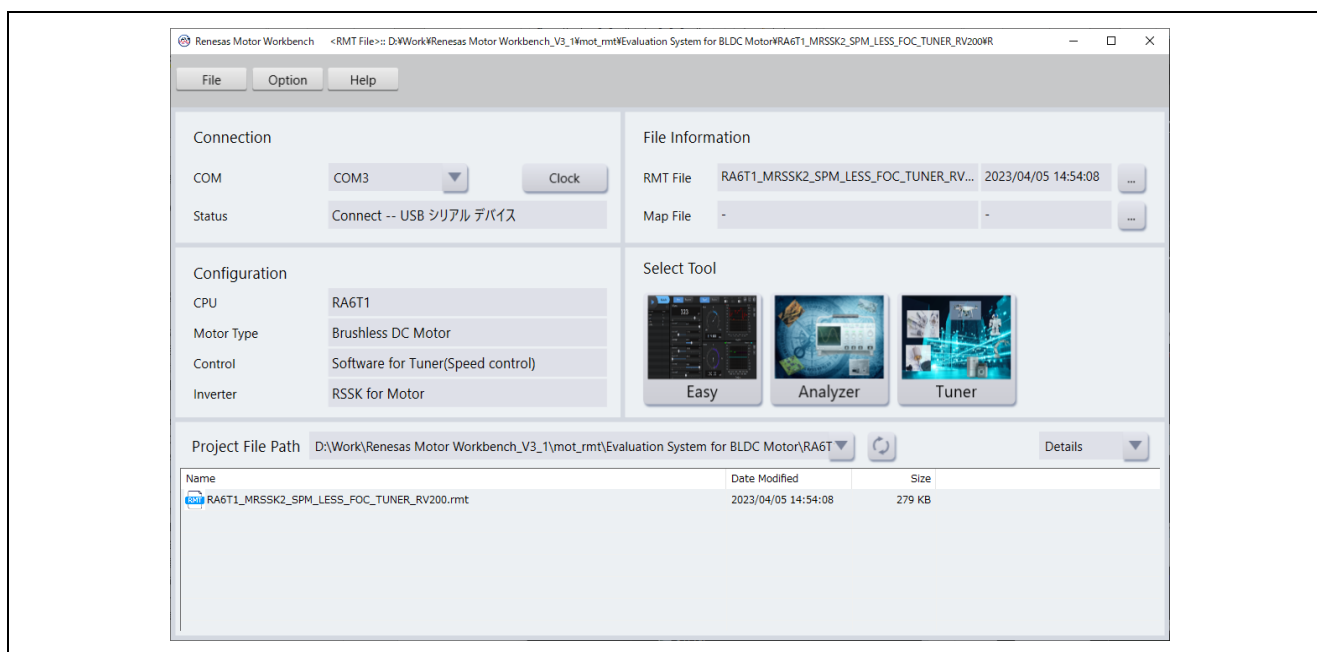 Renesas Motor Workbench <RMT File>:: D:¥Work¥Renesas Motor Workbench_V3_1¥mot_rmt¥Evaluation System for BLDC Motor¥RA6T1_MRSSK2_SPM_LESS_FOC_TUNER_RV200¥R
File Option Help
Connection
COM COM3 Clock
Status Connect -- USB シリアル デバイス
File Information
RMT File RA6T1_MRSSK2_SPM_LESS_FOC_TUNER_RV... 2023/04/05 14:54:08 ...
Map File - - ...
Configuration
CPU RA6T1
Motor Type Brushless DC Motor
Control Software for Tuner(Speed control)
Inverter RSSK for Motor
Select Tool
Easy Analyzer Tuner
Project File Path D:\Work\Renesas Motor Workbench_V3_1\mot_rmt\Evaluation System for BLDC Motor\RA6T Details
Name Date Modified Size
RMT RA6T1_MRSSK2_SPM_LESS_FOC_TUNER_RV200.rmt 2023/04/05 14:54:08 279 KB